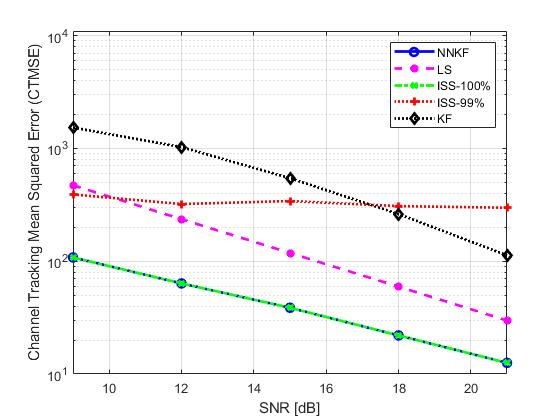 10^4
10^3
10^2
10^1
Channel Tracking Mean Squared Error (CTMSE)
NNKF
LS
ISS-100%
ISS-99%
KF
10 12 14 16 18 20
SNR [dB]